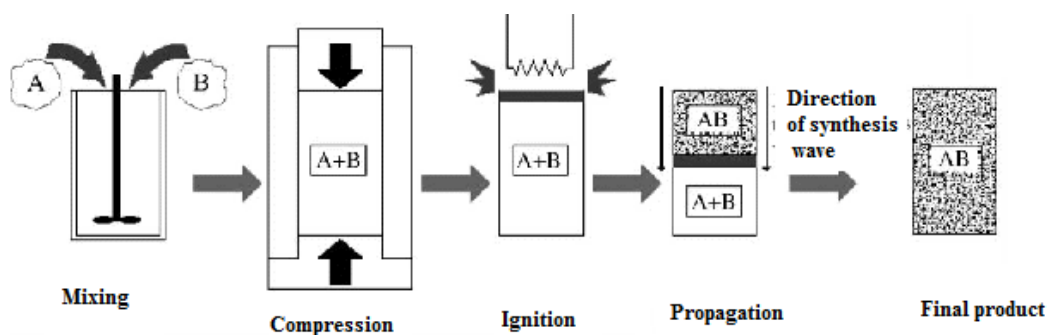 A
B
A+B
A+B
AB
A+B
Direction
of synthesis
wave
AB
Mixing
Compression
Ignition
Propagation
Final product